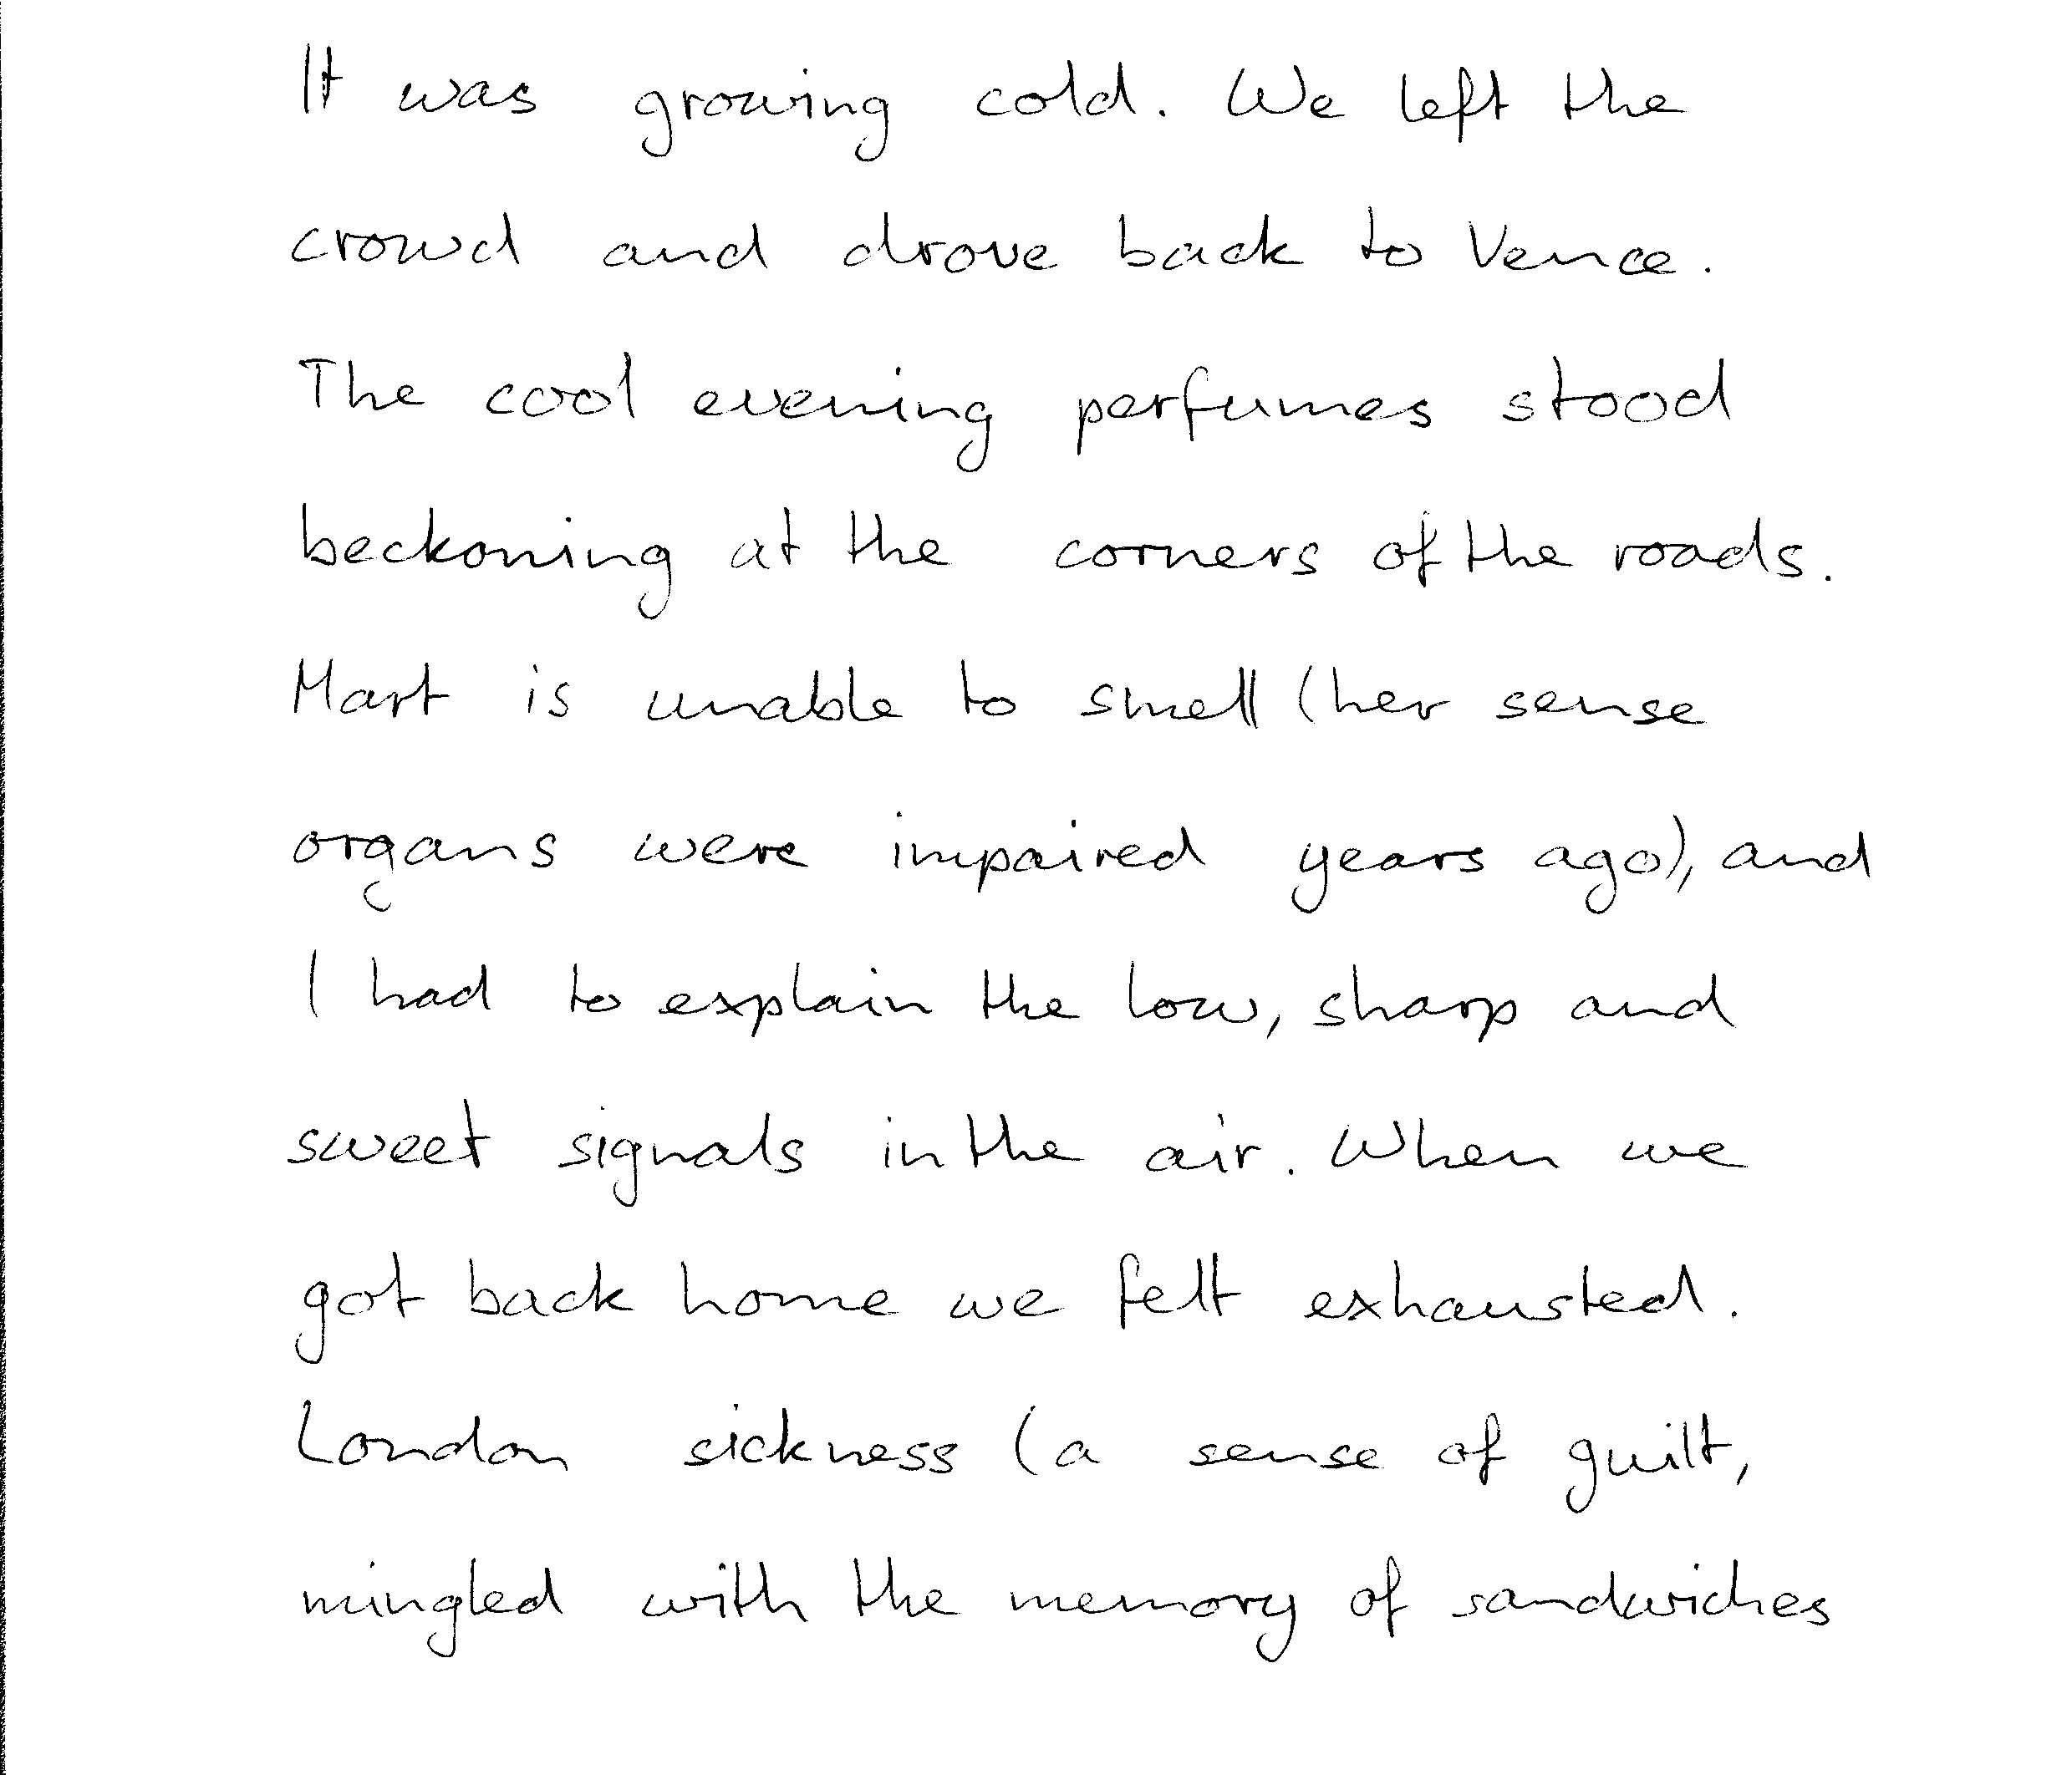 It was growing cold. We left the
crowd and drove back to Vence.
The cool evening perfumes stood
beckoning at the corners of the roads.
Mart is unable to smell (her sense
organs were impaired years ago), and
I had to explain the low, sharp and
sweet signals in the air. When we
got back home we felt exhausted.
London sickness (a sense of guilt,
mingled with the memory of sandwiches